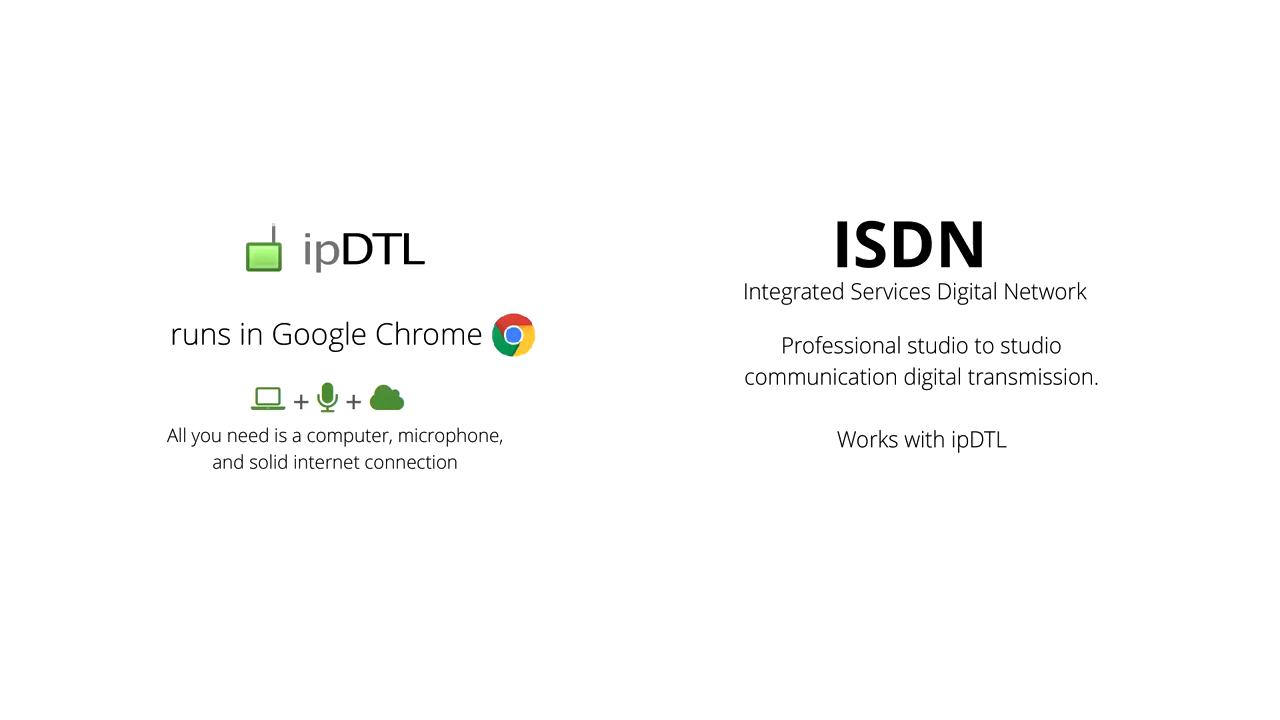 ipDTL
runs in Google Chrome
+ +
All you need is a computer, microphone,
and solid internet connection
ISDN
Integrated Services Digital Network
Professional studio to studio
communication digital transmission.
Works with ipDTL